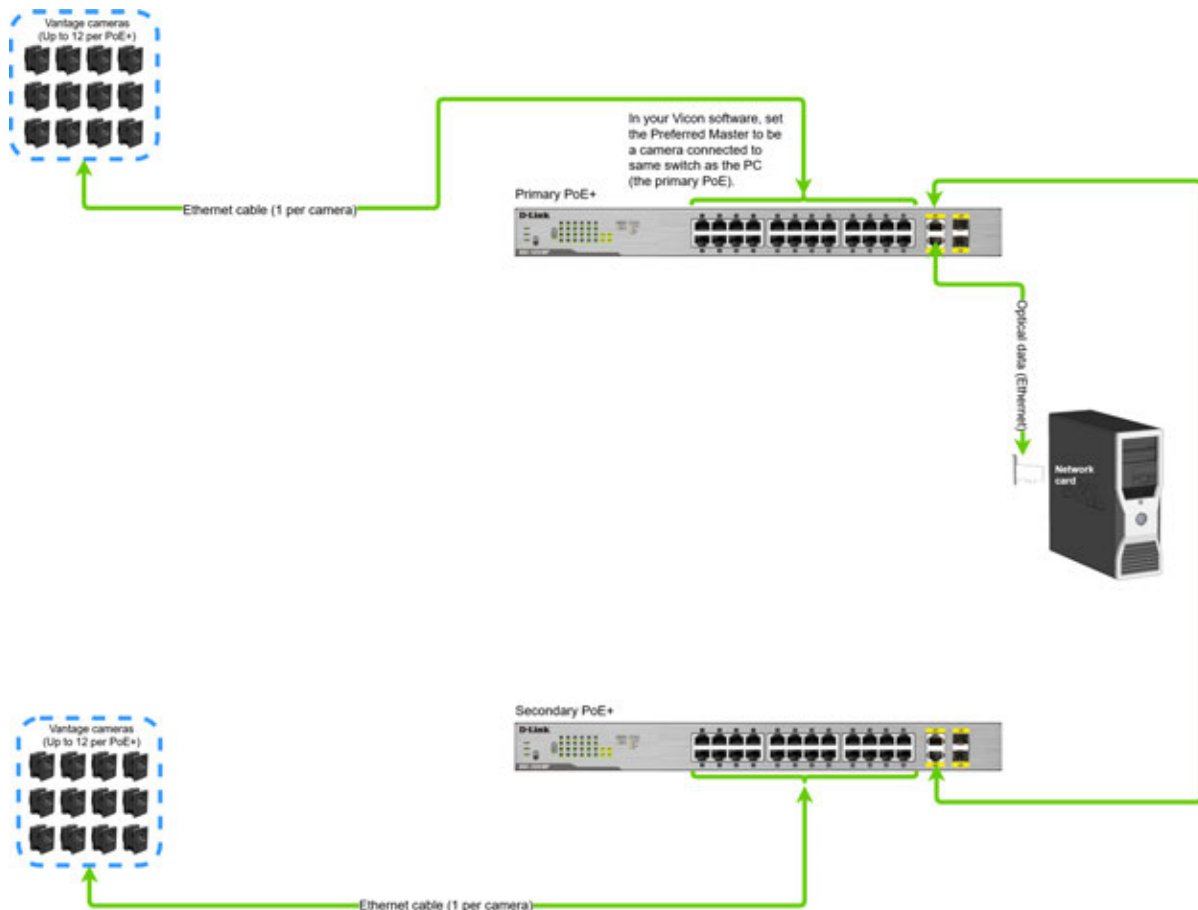 Vantage cameras
(Up to 12 per PoE+)
In your Vicon software, set
the Preferred Master to be
a camera connected to
same switch as the PC
(the primary PoE).
Primary PoE+
D-Link
Ethernet cable (1 per camera)
Optical data (Ethernet)
Network
card
Secondary PoE+
D-Link
Vantage cameras
(Up to 12 per PoE+)
Ethernet cable (1 per camera)